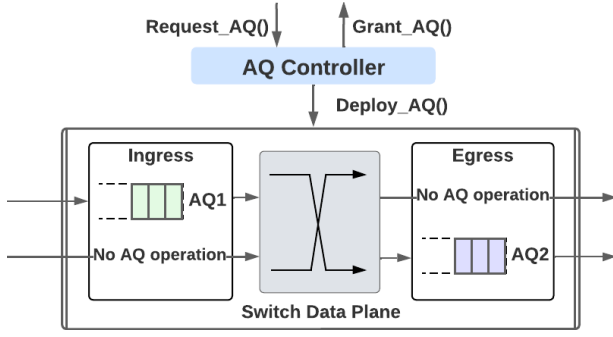 Request_AQ()
Grant_AQ()
AQ Controller
Deploy_AQ()
Ingress
Egress
AQ1
No AQ operation
No AQ operation
AQ2
Switch Data Plane